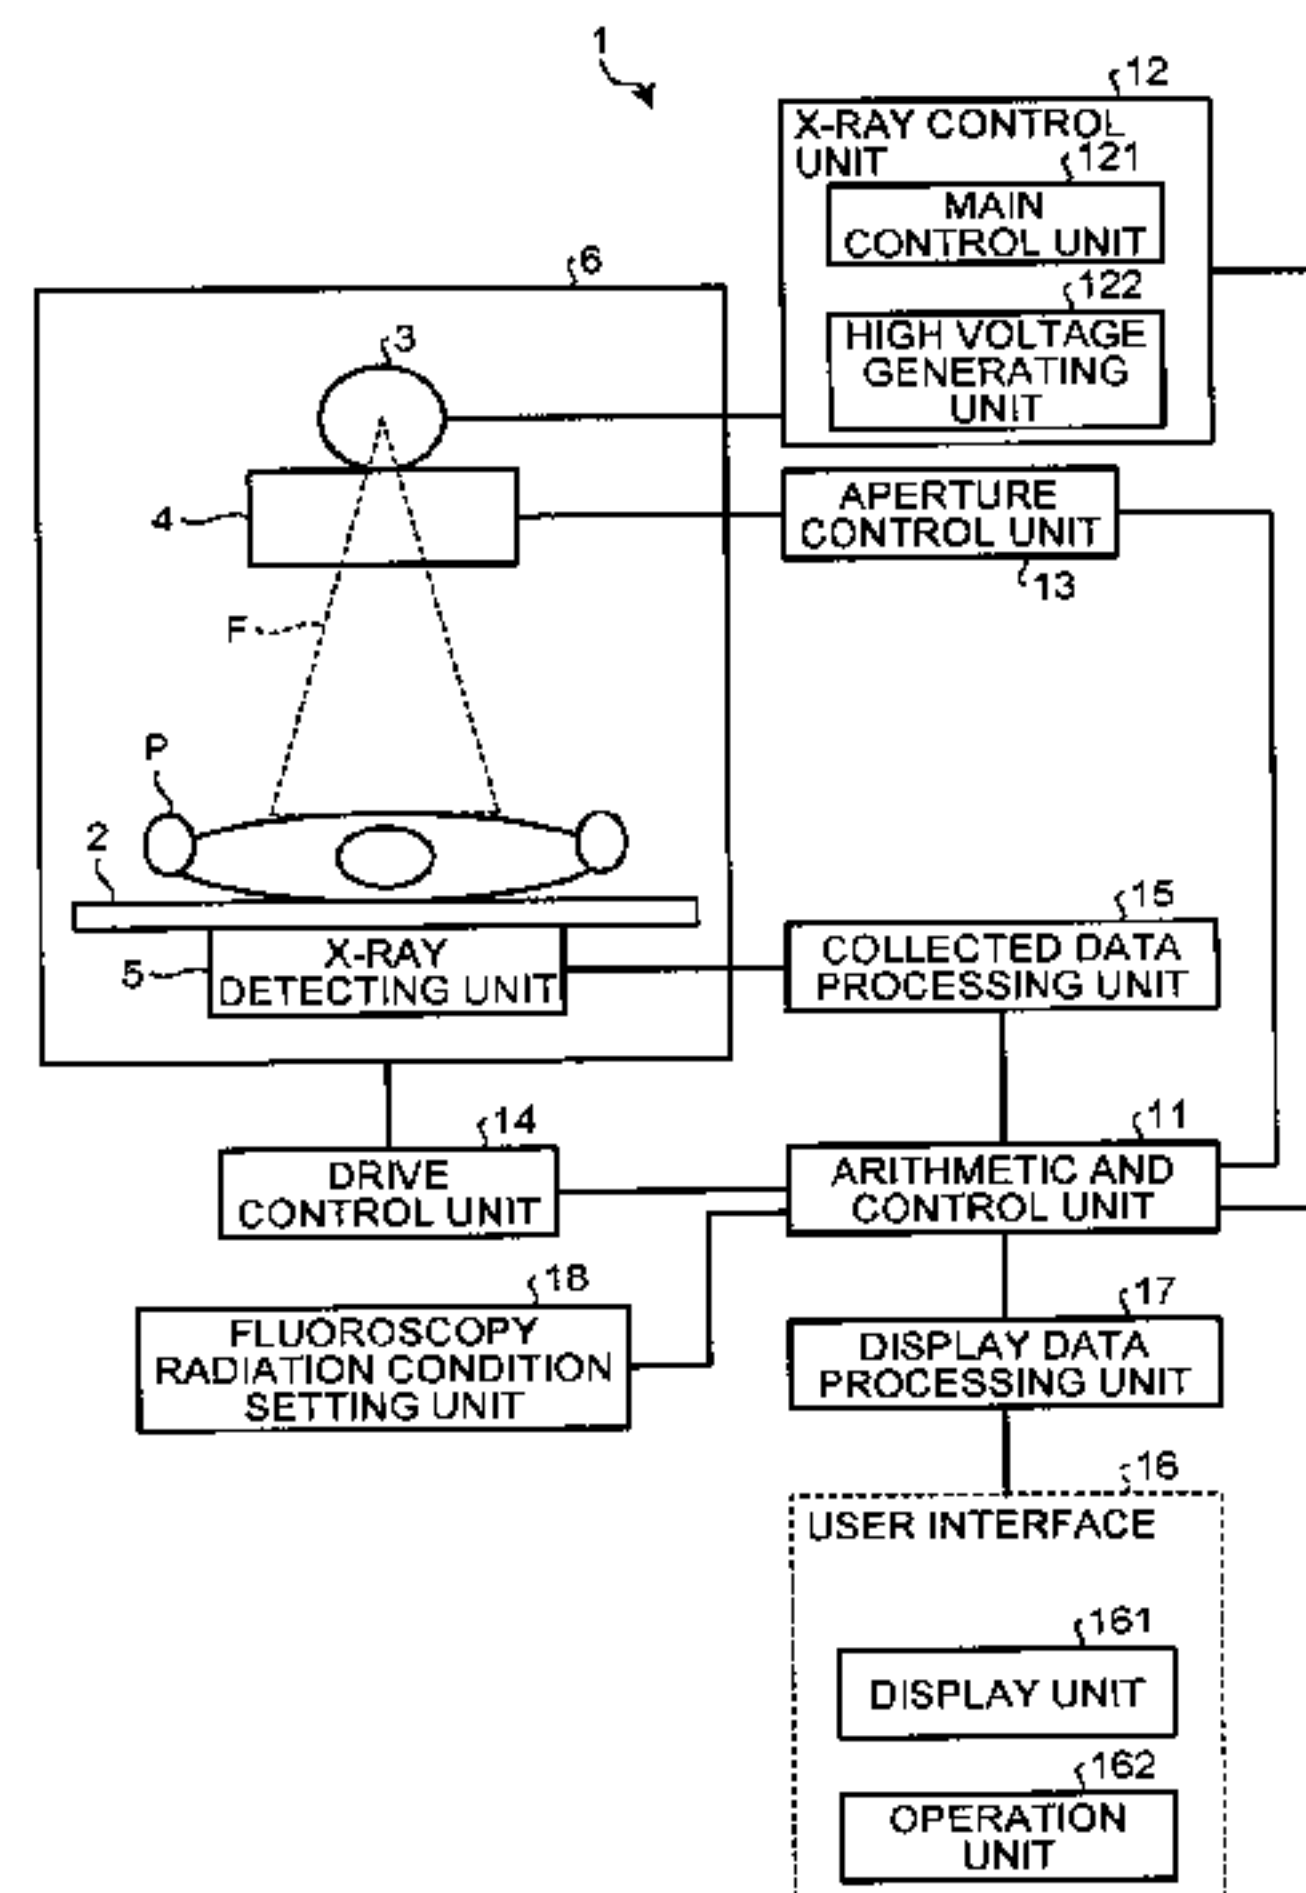 1
12
X-RAY CONTROL
UNIT
121
MAIN
CONTROL UNIT
122
HIGH VOLTAGE
GENERATING
UNIT
6
3
4
APERTURE
CONTROL UNIT
13
F
P
2
5
X-RAY
DETECTING UNIT
15
COLLECTED DATA
PROCESSING UNIT
14
DRIVE
CONTROL UNIT
11
ARITHMETIC AND
CONTROL UNIT
18
FLUOROSCOPY
RADIATION CONDITION
SETTING UNIT
17
DISPLAY DATA
PROCESSING UNIT
16
USER INTERFACE
161
DISPLAY UNIT
162
OPERATION
UNIT